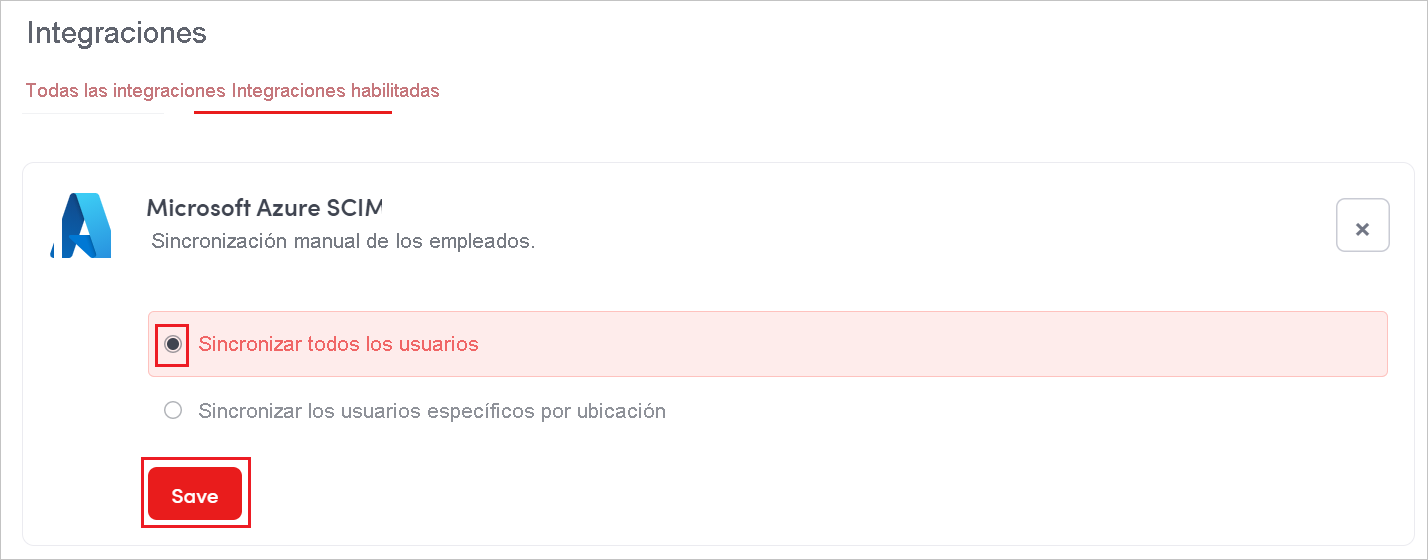 Integraciones
Todas las integraciones Integraciones habilitadas
Microsoft Azure SCIM
Sincronización manual de los empleados.
Sincronizar todos los usuarios
Sincronizar los usuarios específicos por ubicación
Save